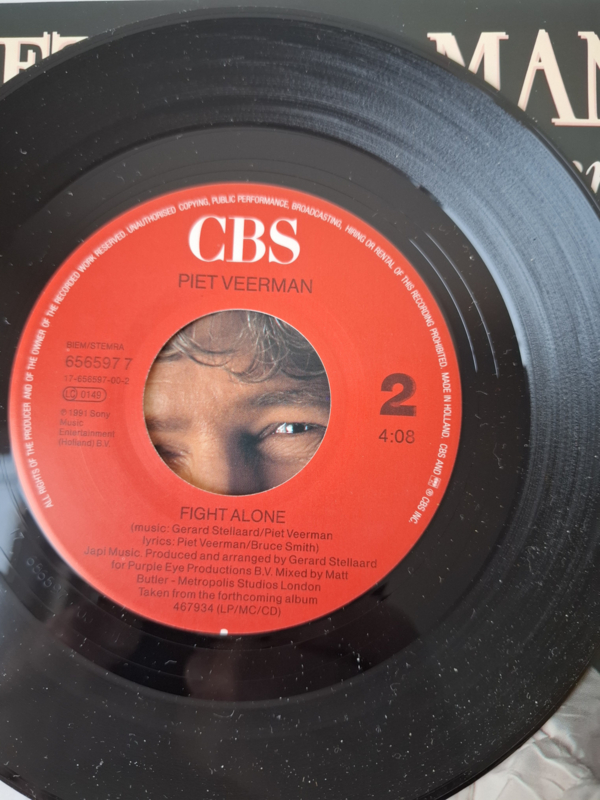 MAN
ALL RIGHTS OF THE PRODUCER AND OF THE OWNER OF THE RECORDED WORK RESERVED. UNAUTHORISED COPYING, PUBLIC PERFORMANCE, BROADCASTING, HIRING OR RENTAL OF THIS RECORDING PROHIBITED. MADE IN HOLLAND. CBS AND ® CBS INC.
CBS
PIET VEERMAN
BIEM/STEMRA
656597 7
17-656597-60-2
LC 0149
℗ 1991 Sony
Music
Entertainment
(Holland) B.V.
2
4:08
FIGHT ALONE
(music: Gerard Stellaard/Piet Veerman
lyrics: Piet Veerman/Bruce Smith)
Japi Music. Produced and arranged by Gerard Stellaard
for Purple Eye Productions B.V. Mixed by Matt
Butler - Metropolis Studios London
Taken from the forthcoming album
467934 (LP/MC/CD)